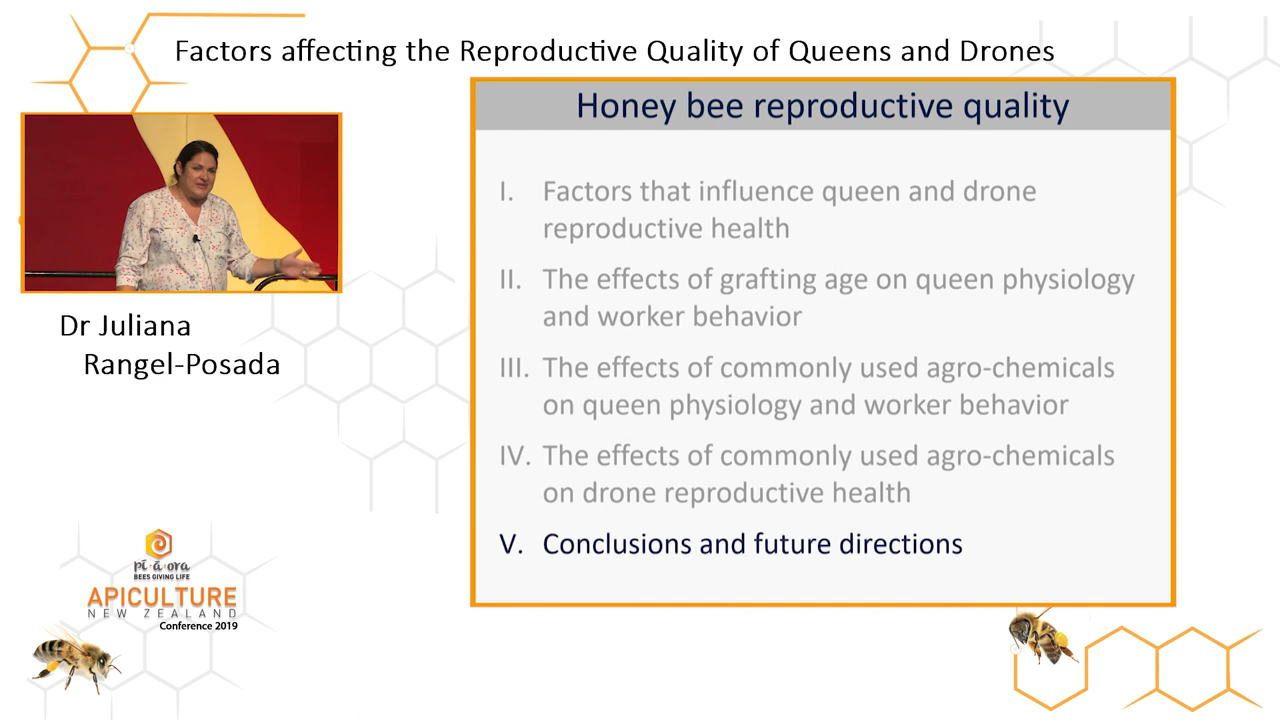 Factors affecting the Reproductive Quality of Queens and Drones
Honey bee reproductive quality
I. Factors that influence queen and drone
reproductive health
II. The effects of grafting age on queen physiology
and worker behavior
III. The effects of commonly used agro-chemicals
on queen physiology and worker behavior
IV. The effects of commonly used agro-chemicals
on drone reproductive health
V. Conclusions and future directions
Dr Juliana
Rangel-Posada
pī·ā·ora
BEES GIVING LIFE
APICULTURE
NEW ZEALAND
Conference 2019